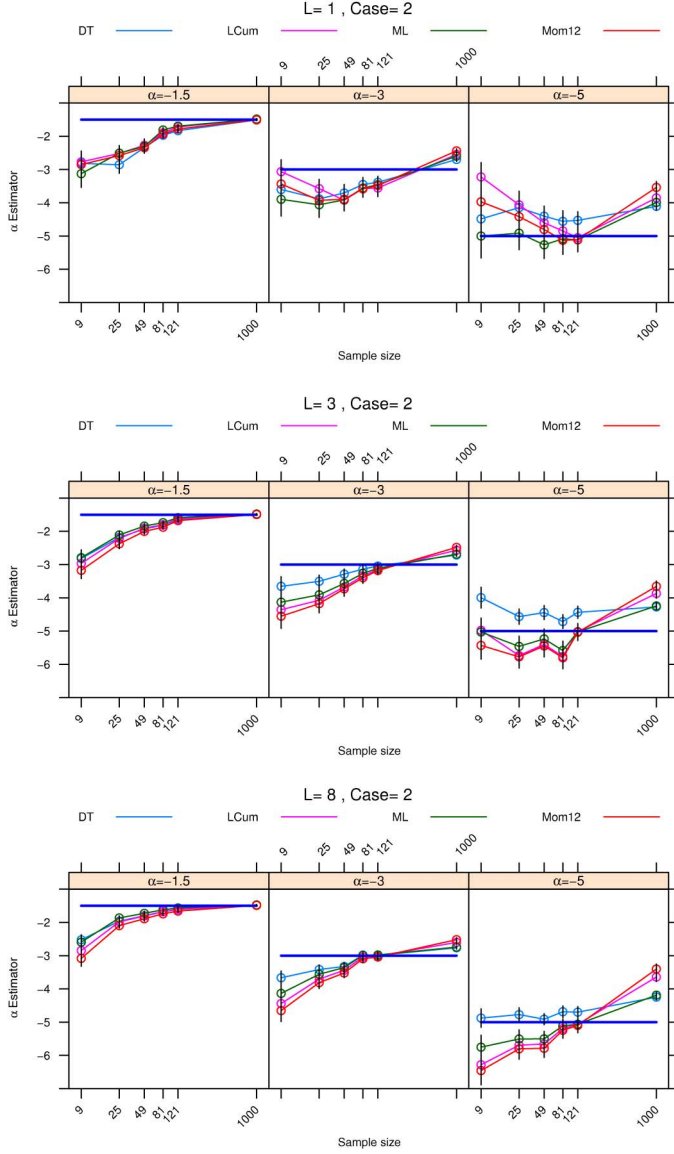 L= 1 , Case= 2
DT LCum ML Mom12
9 25 49 81 121 1000
α=−1.5 α=−3 α=−5
−2
−3
−4
−5
−6
α Estimator
9 25 49 81 121 1000 9 25 49 81 121 1000
Sample size
L= 3 , Case= 2
DT LCum ML Mom12
9 25 49 81 121 1000
α=−1.5 α=−3 α=−5
−2
−3
−4
−5
−6
α Estimator
9 25 49 81 121 1000 9 25 49 81 121 1000
Sample size
L= 8 , Case= 2
DT LCum ML Mom12
9 25 49 81 121 1000
α=−1.5 α=−3 α=−5
−2
−3
−4
−5
−6
α Estimator
9 25 49 81 121 1000 9 25 49 81 121 1000
Sample size